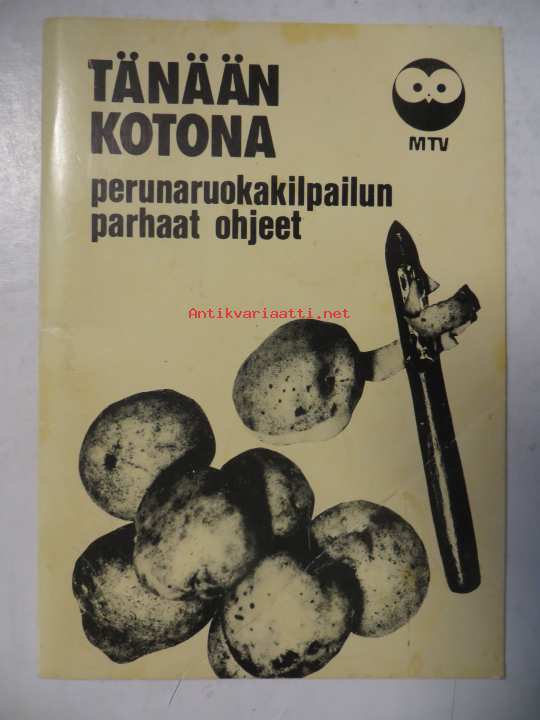 TÄNÄÄN
KOTONA
MTV
perunaruokakilpailun
parhaat ohjeet
Antikvariaatti.net